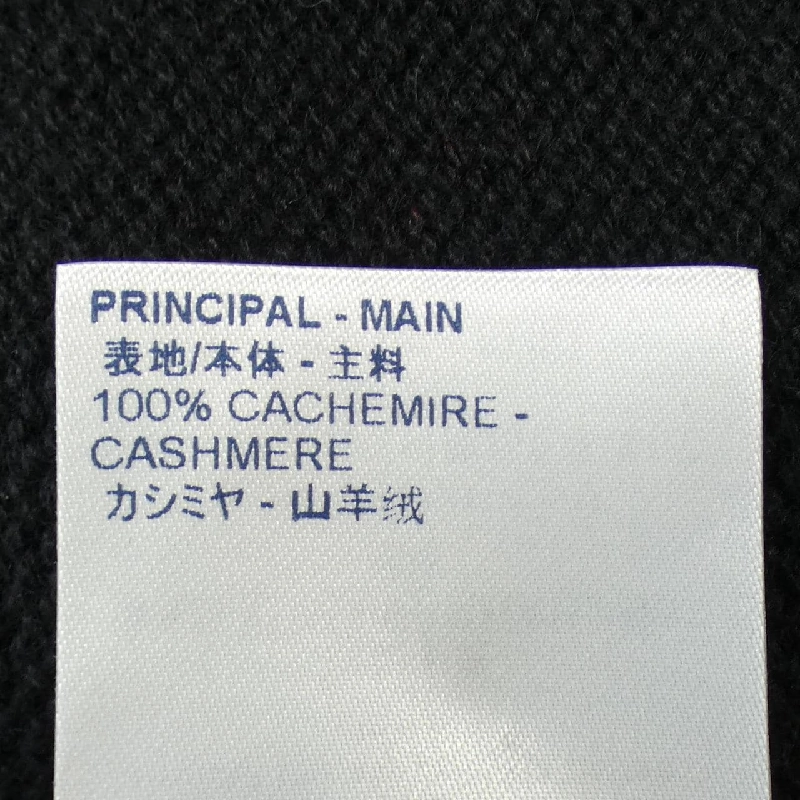 PRINCIPAL - MAIN
表地/本体 - 主料
100% CACHEMIRE -
CASHMERE
カシミヤ - 山羊绒